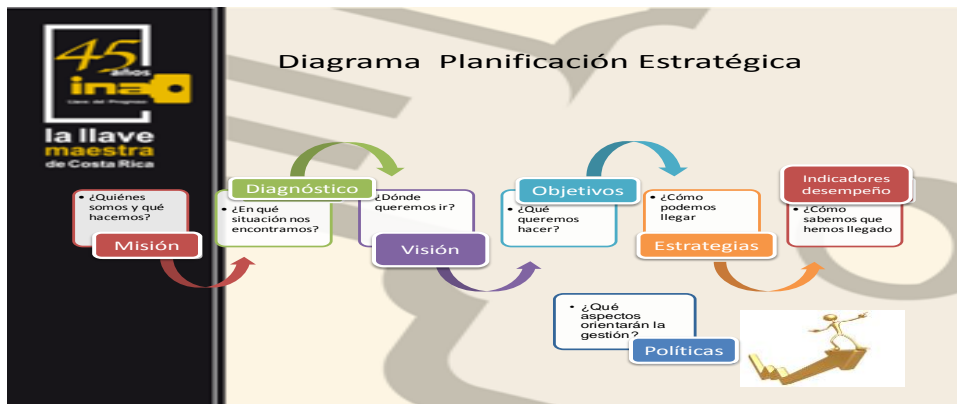 Diagrama Planificación Estratégica
45
años
ina
Llave del Progreso
la llave
maestra
de Costa Rica
• ¿Quiénes
somos y qué
hacemos?
Misión
Diagnóstico
• ¿En qué
situación nos
encontramos?
¿Dónde
queremos ir?
Visión
Objetivos
• ¿Qué
queremos
hacer?
• ¿Cómo
podemos
llegar
Estrategias
Indicadores
desempeño
• ¿Cómo
sabemos que
hemos llegado
• ¿Qué
aspectos
orientarán la
gestión?
Políticas